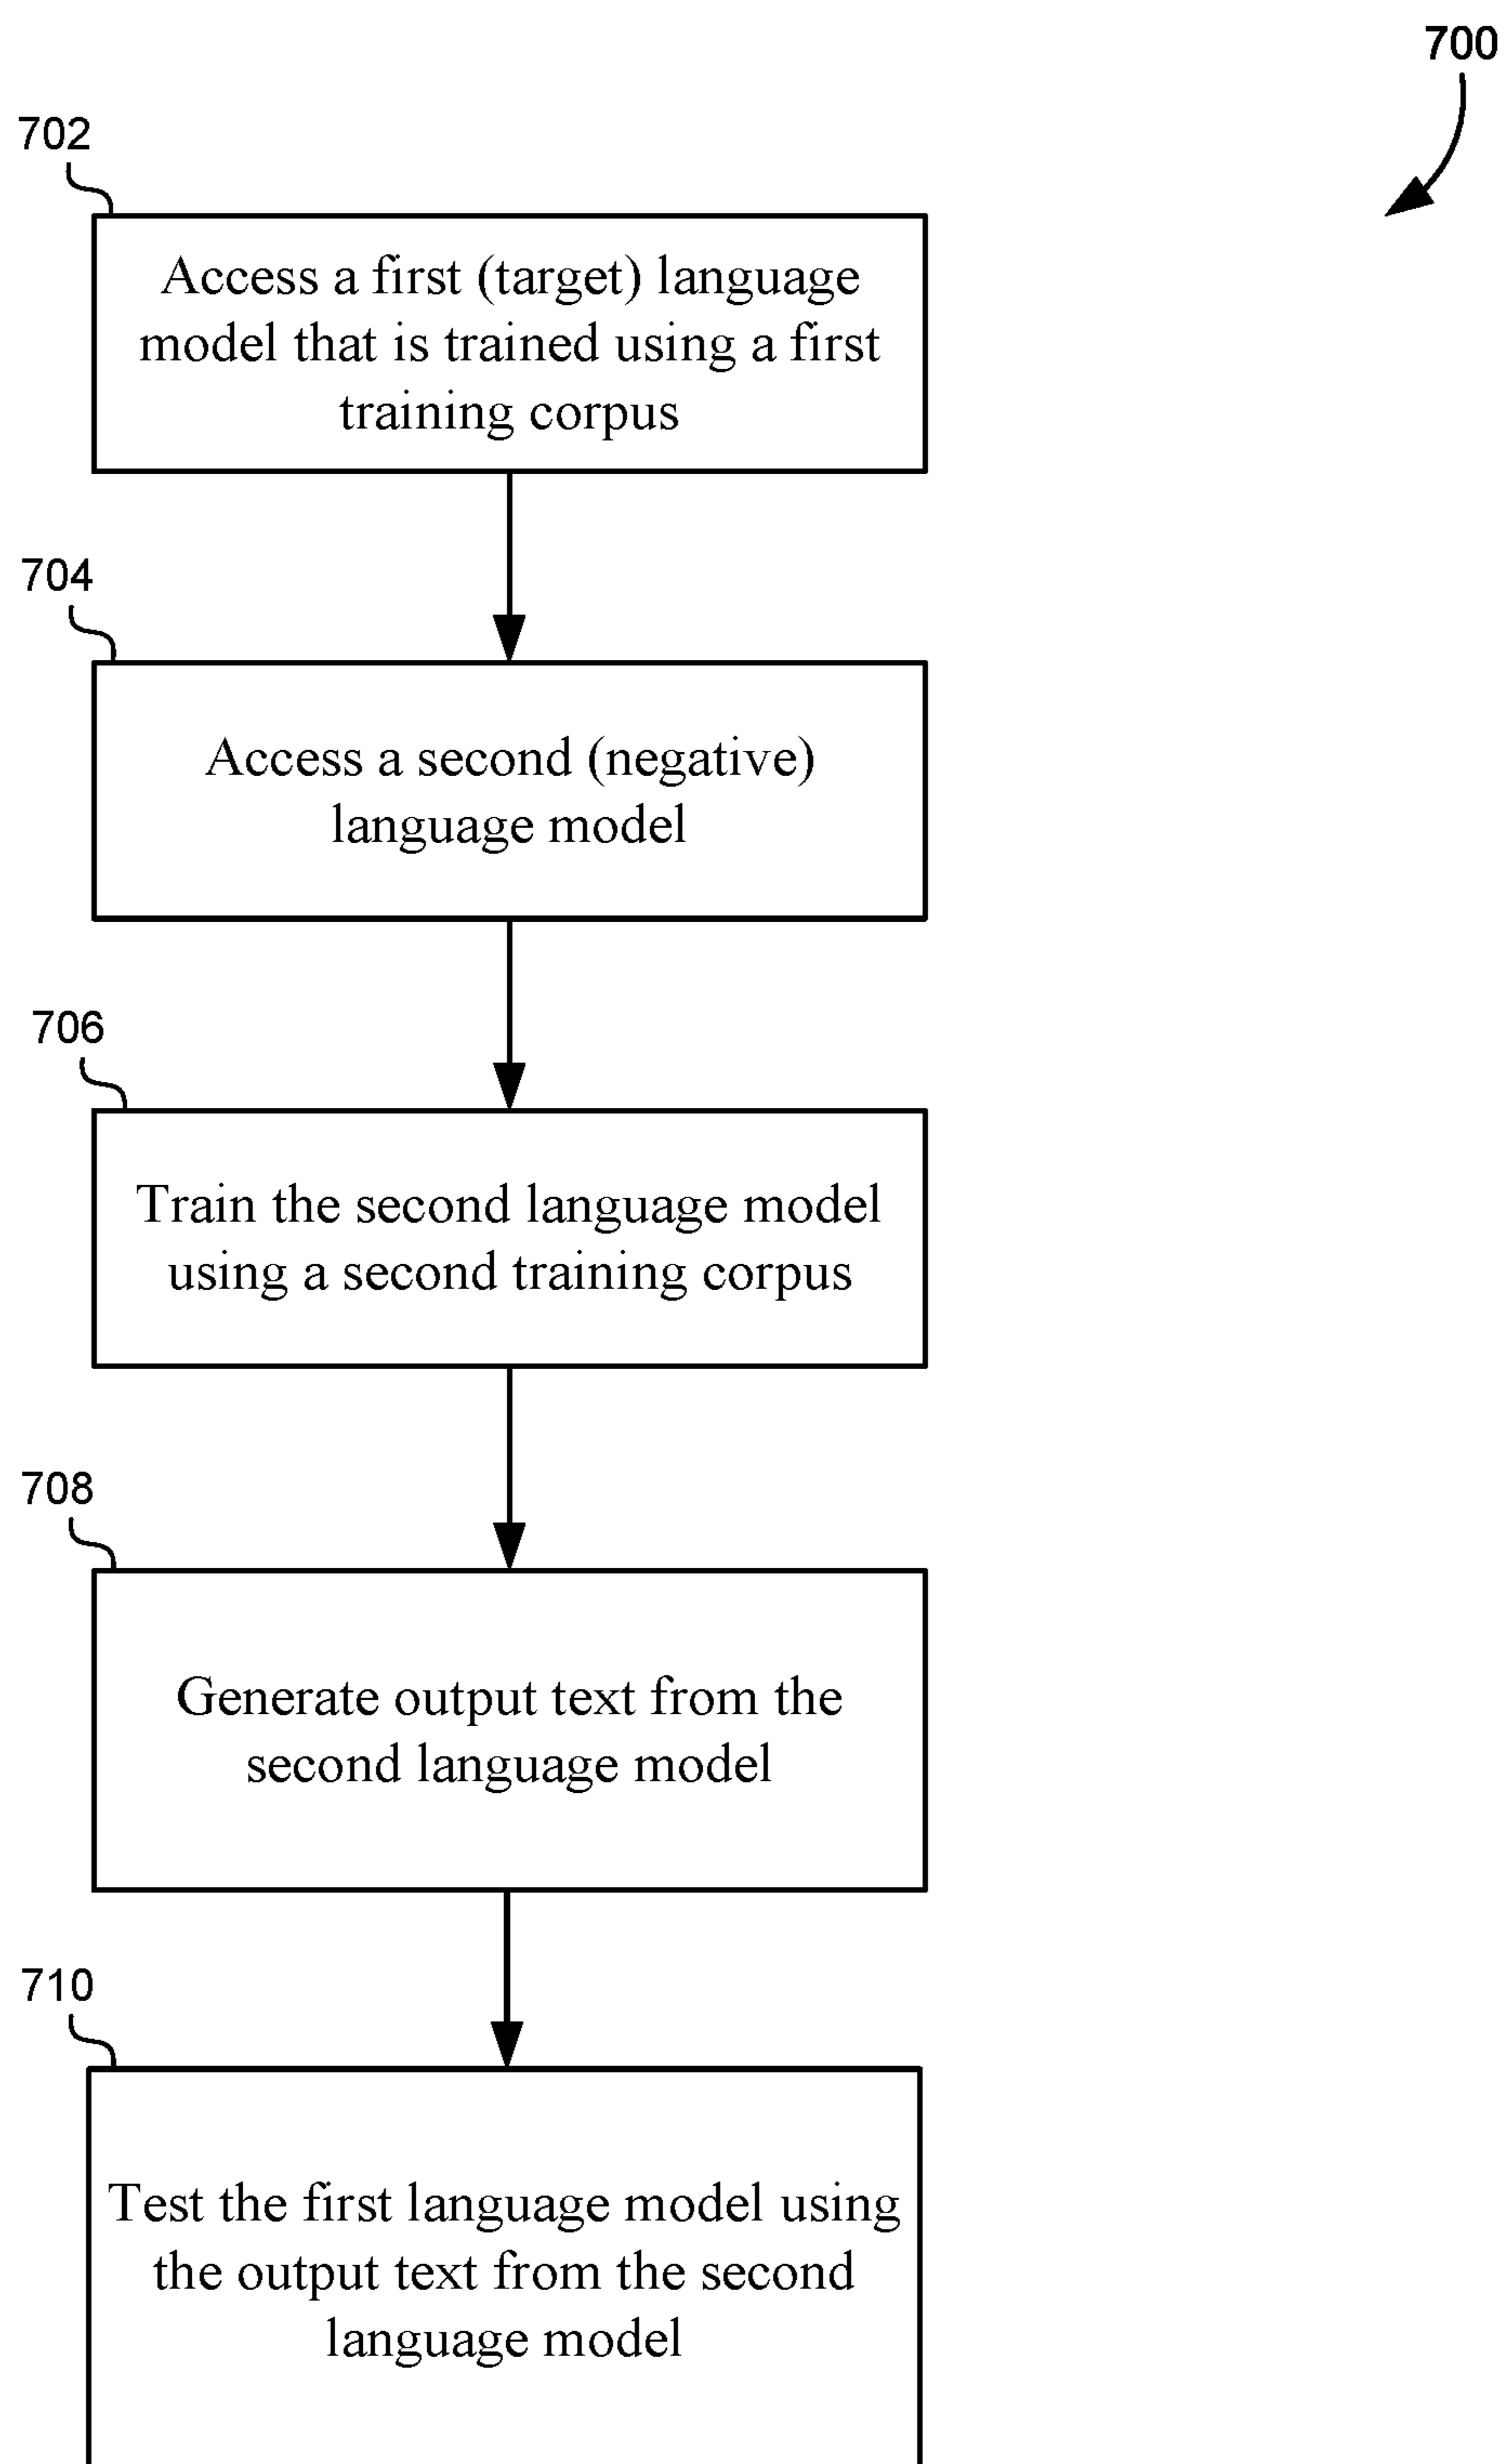 700
702
Access a first (target) language
model that is trained using a first
training corpus
704
Access a second (negative)
language model
706
Train the second language model
using a second training corpus
708
Generate output text from the
second language model
710
Test the first language model using
the output text from the second
language model